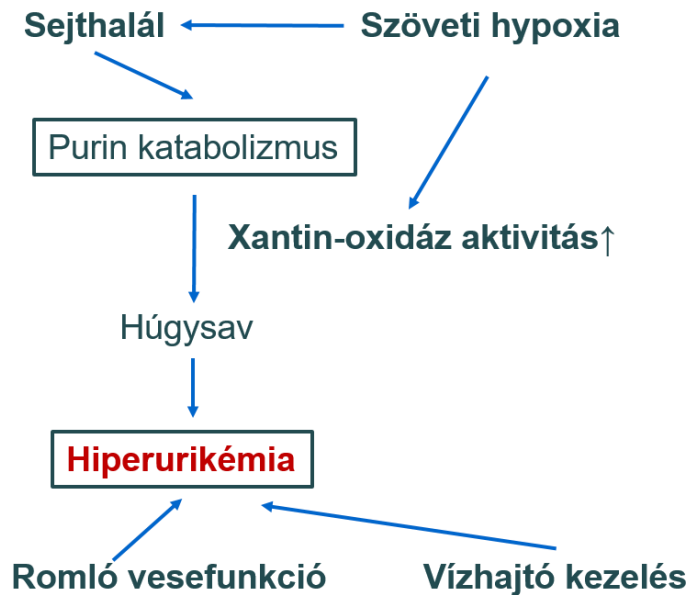 Sejthalál
Szöveti hypoxia
Purin katabolizmus
Xantin-oxidáz aktivitás↑
Húgysav
Hiperurikémia
Romló vesefunkció
Vízhajtó kezelés